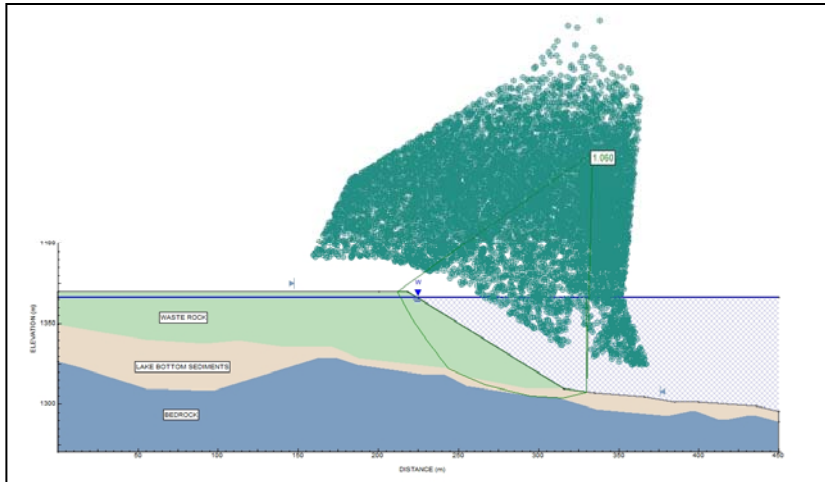 1.060
W
WASTE ROCK
LAKE BOTTOM SEDIMENTS
BEDROCK
ELEVATION (m)
1350
1300
50
100
150
200
250
300
350
400
450
DISTANCE (m)